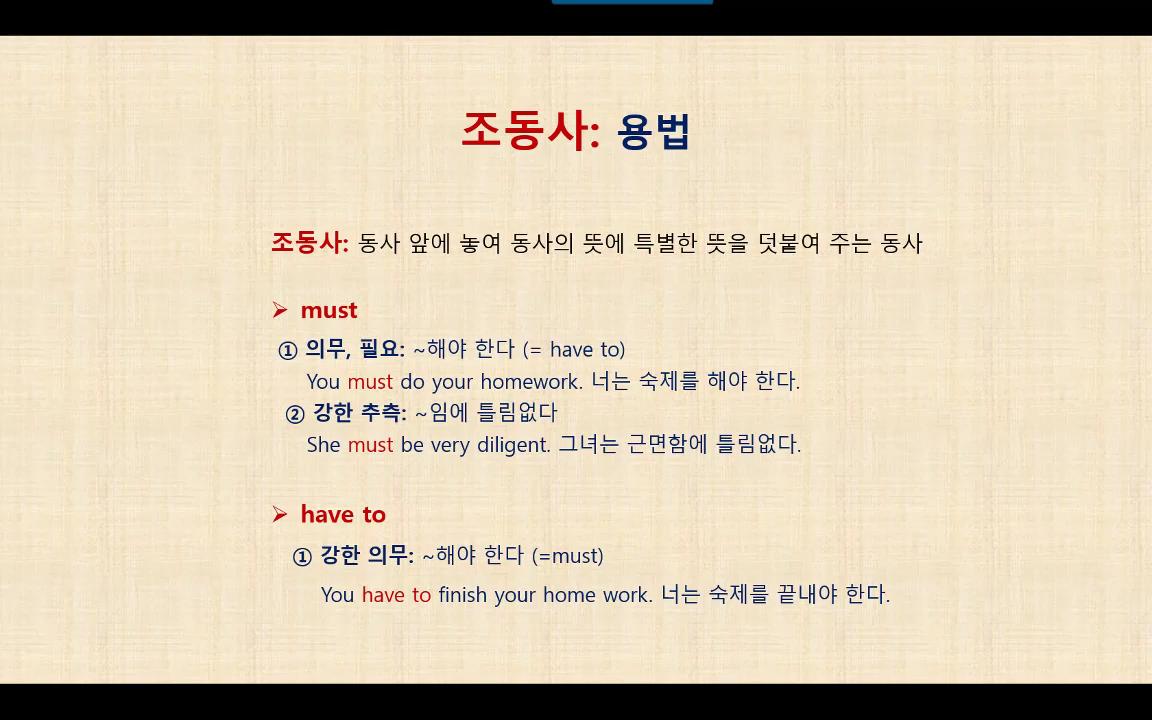 조동사: 용법
조동사: 동사 앞에 놓여 동사의 뜻에 특별한 뜻을 덧붙여 주는 동사
➢ must
① 의무, 필요: ~해야 한다 (= have to)
You must do your homework. 너는 숙제를 해야 한다.
② 강한 추측: ~임에 틀림없다
She must be very diligent. 그녀는 근면함에 틀림없다.
➢ have to
① 강한 의무: ~해야 한다 (=must)
You have to finish your home work. 너는 숙제를 끝내야 한다.